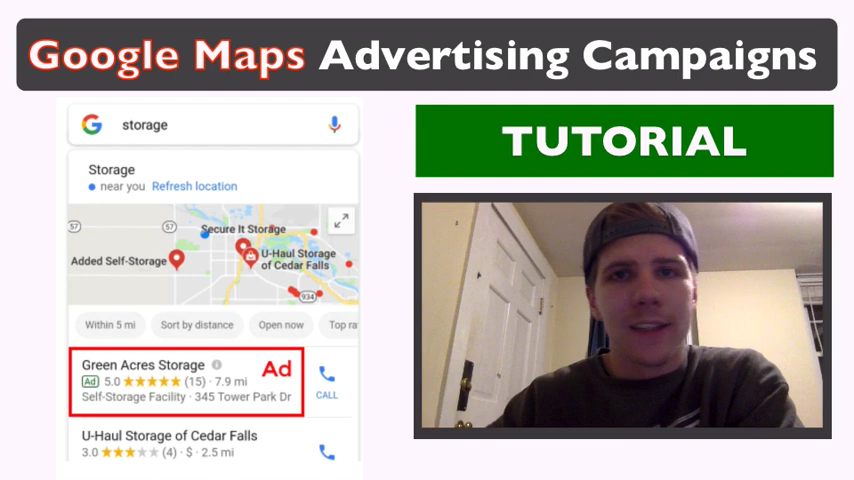 Google Maps Advertising Campaigns
storage
TUTORIAL
Storage
near you Refresh location
57
57
Secure It Storage
Added Self-Storage
U-Haul Storage
of Cedar Falls
934
Within 5 mi
Sort by distance
Open now
Top ra
Green Acres Storage
Ad
Ad 5.0 (15) · 7.9 mi
Self-Storage Facility · 345 Tower Park Dr
CALL
U-Haul Storage of Cedar Falls
3.0 (4) · $ · 2.5 mi